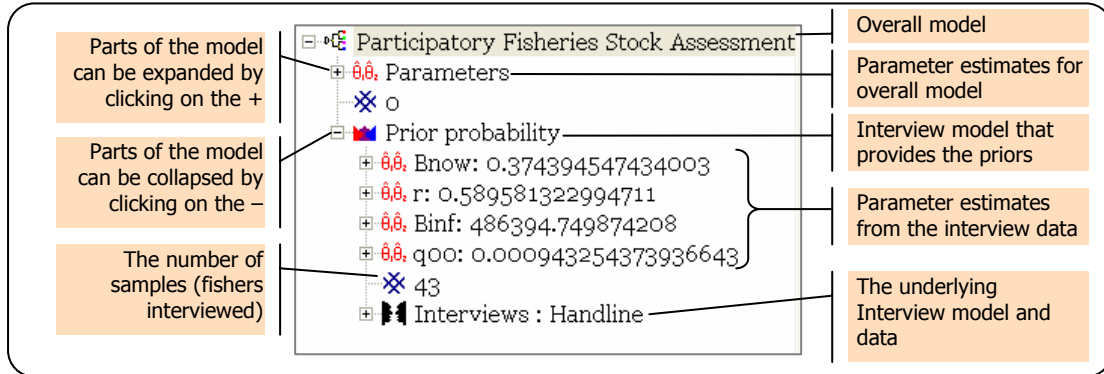 Parts of the model
can be expanded by
clicking on the +
Parts of the model
can be collapsed by
clicking on the –
The number of
samples (fishers
interviewed)
Participatory Fisheries Stock Assessment
Parameters
0
Prior probability
Bnow: 0.374394547434003
r: 0.589581322994711
Binf: 486394.749874208
q00: 0.000943254373936643
43
Interviews : Handline
Overall model
Parameter estimates for
overall model
Interview model that
provides the priors
Parameter estimates
from the interview data
The underlying
Interview model and
data